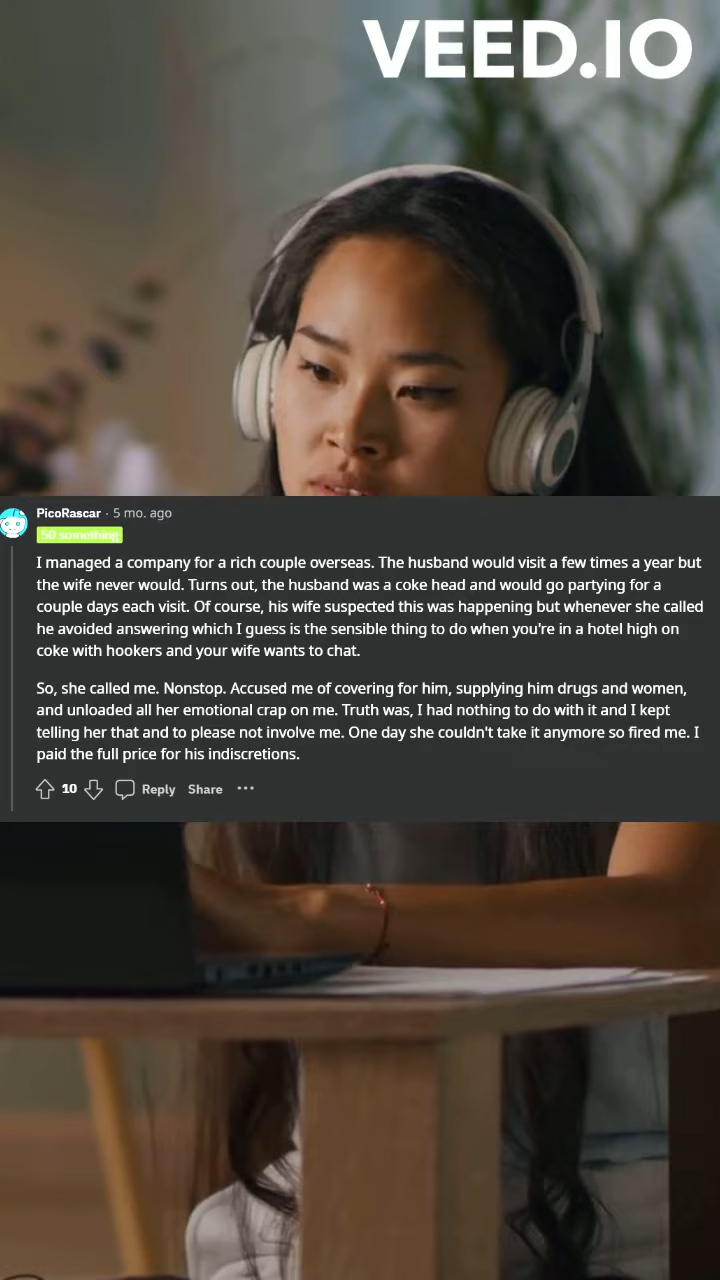 VEED.IO
PicoRascar · 5 mo. ago
50 something
I managed a company for a rich couple overseas. The husband would visit a few times a year but
the wife never would. Turns out, the husband was a coke head and would go partying for a
couple days each visit. Of course, his wife suspected this was happening but whenever she called
he avoided answering which I guess is the sensible thing to do when you're in a hotel high on
coke with hookers and your wife wants to chat.
So, she called me. Nonstop. Accused me of covering for him, supplying him drugs and women,
and unloaded all her emotional crap on me. Truth was, I had nothing to do with it and I kept
telling her that and to please not involve me. One day she couldn't take it anymore so fired me. I
paid the full price for his indiscretions.
10 Reply Share ···